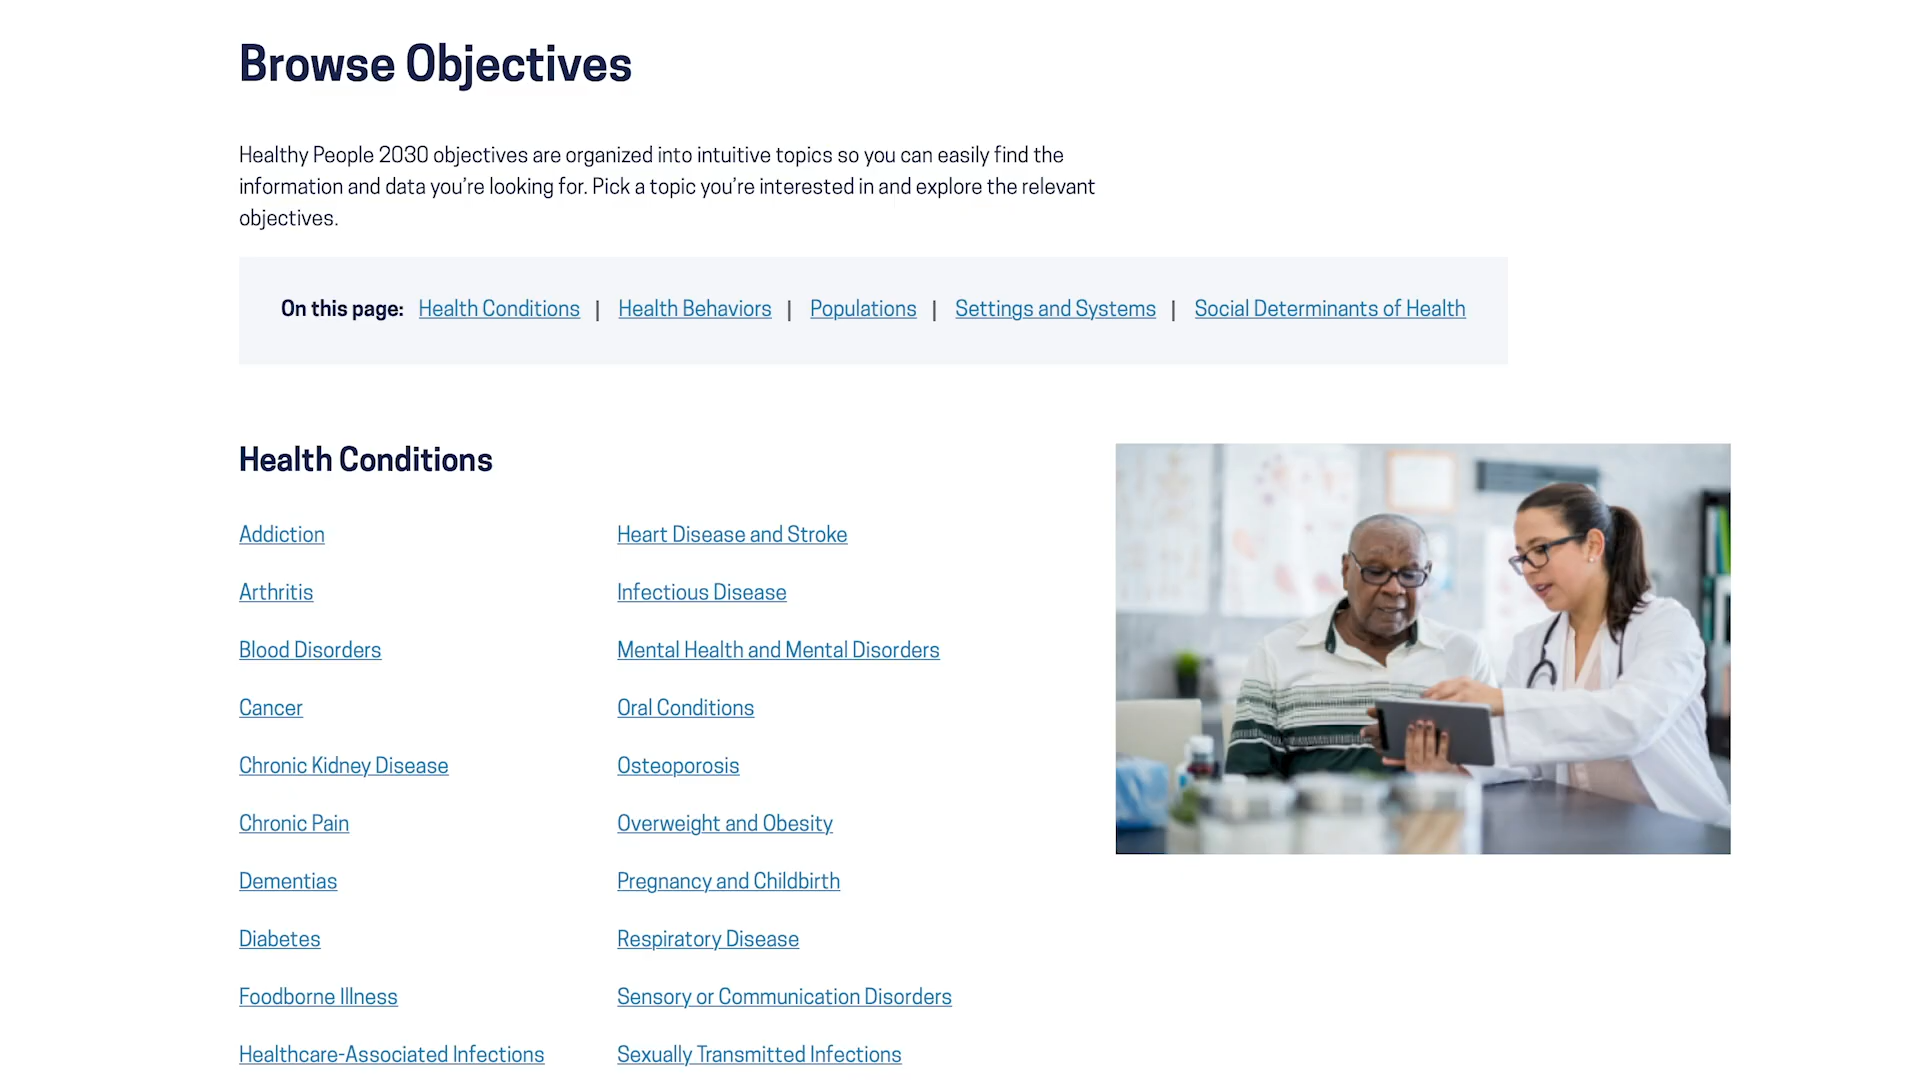 Browse Objectives
Healthy People 2030 objectives are organized into intuitive topics so you can easily find the
information and data you’re looking for. Pick a topic you’re interested in and explore the relevant
objectives.
On this page: Health Conditions | Health Behaviors | Populations | Settings and Systems | Social Determinants of Health
Health Conditions
Addiction
Arthritis
Blood Disorders
Cancer
Chronic Kidney Disease
Chronic Pain
Dementias
Diabetes
Foodborne Illness
Healthcare-Associated Infections
Heart Disease and Stroke
Infectious Disease
Mental Health and Mental Disorders
Oral Conditions
Osteoporosis
Overweight and Obesity
Pregnancy and Childbirth
Respiratory Disease
Sensory or Communication Disorders
Sexually Transmitted Infections